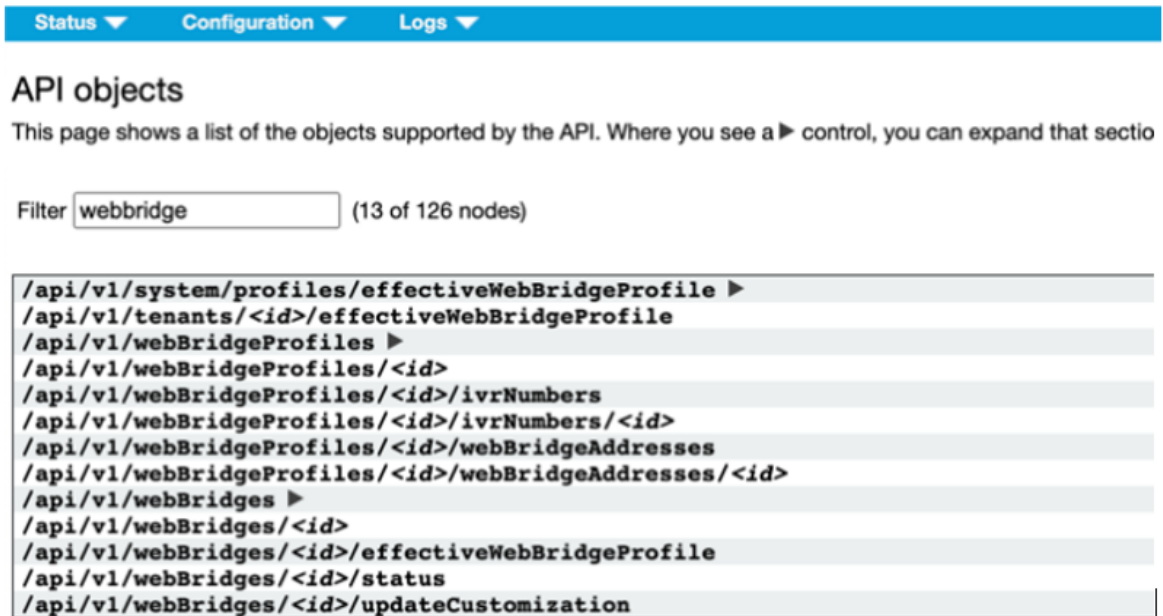 Status Configuration Logs
API objects
This page shows a list of the objects supported by the API. Where you see a ▶ control, you can expand that sectio
Filter webbridge (13 of 126 nodes)
/api/v1/system/profiles/effectiveWebBridgeProfile ▶
/api/v1/tenants/<id>/effectiveWebBridgeProfile
/api/v1/webBridgeProfiles ▶
/api/v1/webBridgeProfiles/<id>
/api/v1/webBridgeProfiles/<id>/ivrNumbers
/api/v1/webBridgeProfiles/<id>/ivrNumbers/<id>
/api/v1/webBridgeProfiles/<id>/webBridgeAddresses
/api/v1/webBridgeProfiles/<id>/webBridgeAddresses/<id>
/api/v1/webBridges ▶
/api/v1/webBridges/<id>
/api/v1/webBridges/<id>/effectiveWebBridgeProfile
/api/v1/webBridges/<id>/status
/api/v1/webBridges/<id>/updateCustomization